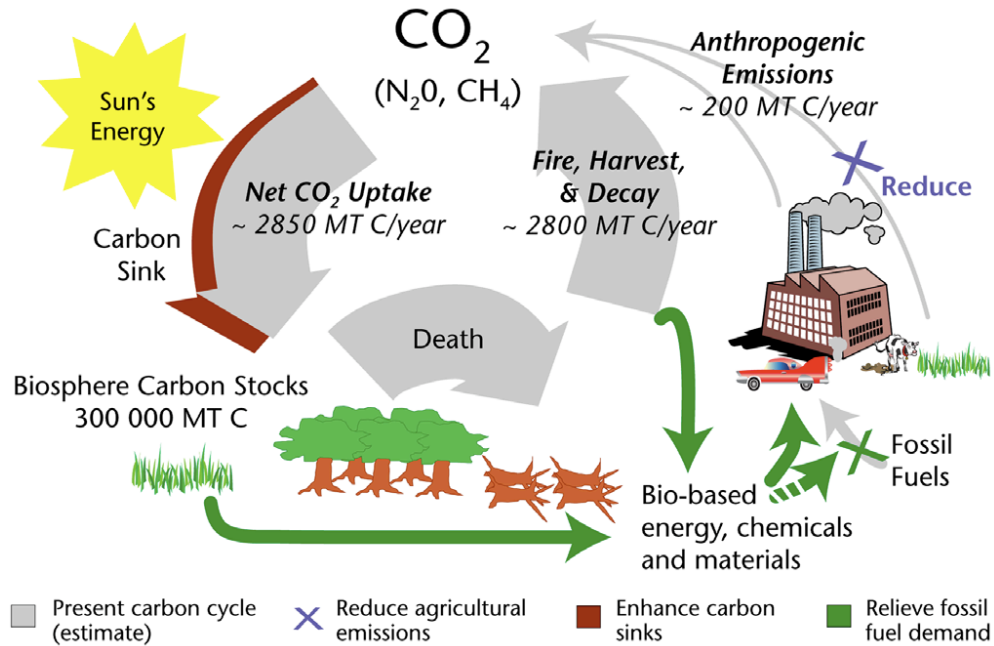 CO₂
(N₂0, CH₄)
Anthropogenic
Emissions
~ 200 MT C/year
Sun's
Energy
Net CO₂ Uptake
~ 2850 MT C/year
Fire, Harvest,
& Decay
~ 2800 MT C/year
Reduce
Carbon
Sink
Death
Biosphere Carbon Stocks
300 000 MT C
Fossil
Fuels
Bio-based
energy, chemicals
and materials
Present carbon cycle
(estimate)
Reduce agricultural
emissions
Enhance carbon
sinks
Relieve fossil
fuel demand